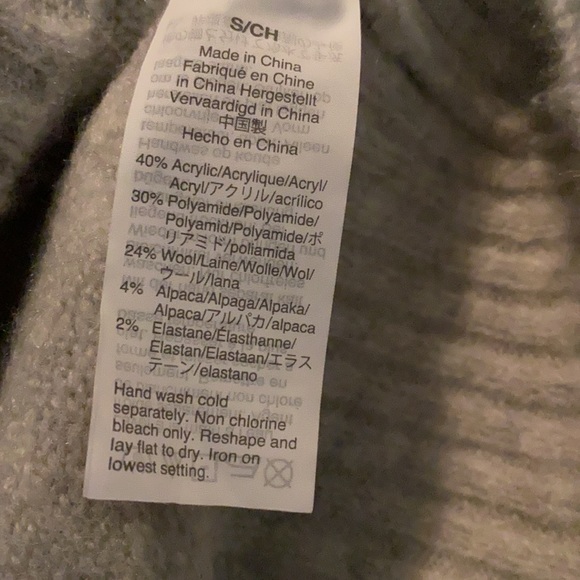 S/CH
Made in China
Fabriqué en Chine
in China Hergestellt
Vervaardigd in China
中国製
Hecho en China
40% Acrylic/Acrylique/Acryl/
Acryl/アクリル/acrílico
30% Polyamide/Polyamide/
Polyamid/Polyamide/ポ
リアミド/poliamida
24% Wool/Laine/Wolle/Wol/
ウール/lana
4% Alpaca/Alpaga/Alpaka/
Alpaca/アルパカ/alpaca
2% Elastane/Élasthanne/
Elastan/Elastaan/エラス
テーン/elastano
Hand wash cold
separately. Non chlorine
bleach only. Reshape and
lay flat to dry. Iron on
lowest setting.